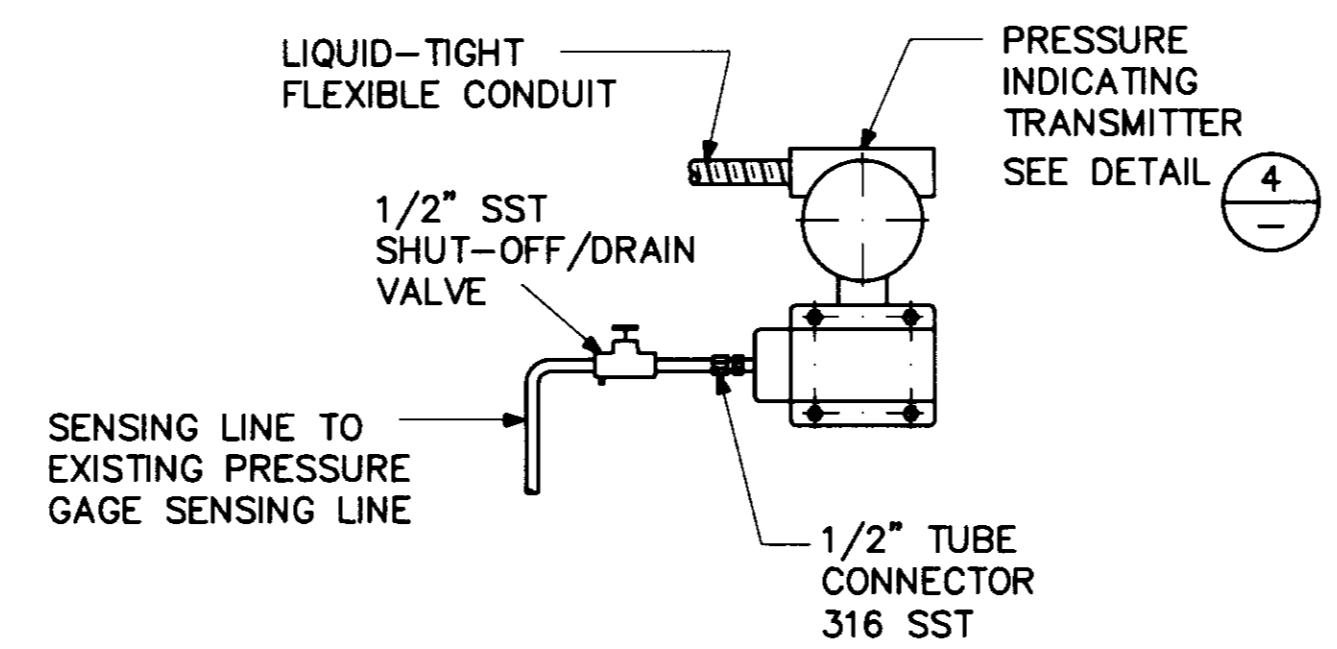 LIQUID-TIGHT
FLEXIBLE CONDUIT
PRESSURE
INDICATING
TRANSMITTER
SEE DETAIL
4
-
1/2" SST
SHUT-OFF/DRAIN
VALVE
SENSING LINE TO
EXISTING PRESSURE
GAGE SENSING LINE
1/2" TUBE
CONNECTOR
316 SST